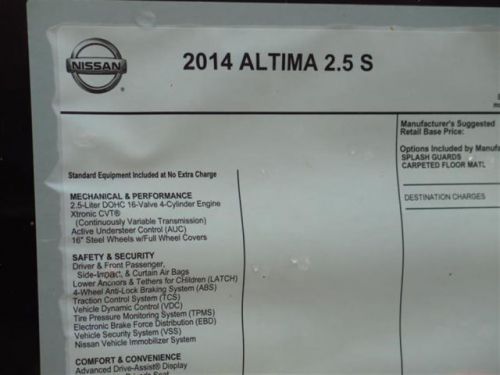 NISSAN
2014 ALTIMA 2.5 S
Manufacturer's Suggested
Retail Base Price:
Options Included by
SPLASH GUARDS
CARPETED FLOOR MATL
DESTINATION CHARGES
Standard Equipment Included at No Extra Charge
MECHANICAL & PERFORMANCE
2.5-Liter DOHC 16-Valve 4-Cylinder Engine
Xtronic CVT®
(Continuously Variable Transmission)
Active Understeer Control (AUC)
16" Steel Wheels w/Full Wheel Covers
SAFETY & SECURITY
Driver & Front Passenger,
Side-Impact, & Curtain Air Bags
Lower Anchors & Tethers for Children (LATCH)
4-Wheel Anti-Lock Braking System (ABS)
Traction Control System (TCS)
Vehicle Dynamic Control (VDC)
Tire Pressure Monitoring System (TPMS)
Electronic Brake Force Distribution (EBD)
Vehicle Security System (VSS)
Nissan Vehicle Immobilizer System
COMFORT & CONVENIENCE
Advanced Drive-Assist® Display